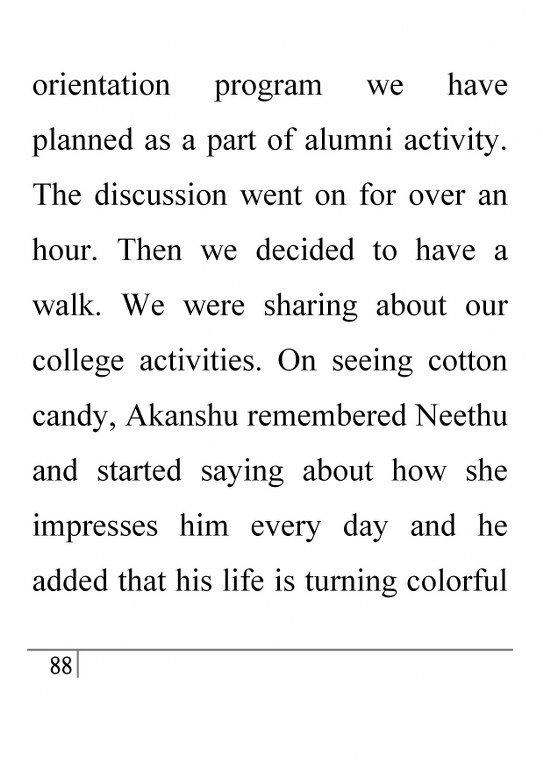 orientation program we have
planned as a part of alumni activity.
The discussion went on for over an
hour. Then we decided to have a
walk. We were sharing about our
college activities. On seeing cotton
candy, Akanshu remembered Neethu
and started saying about how she
impresses him every day and he
added that his life is turning colorful
88